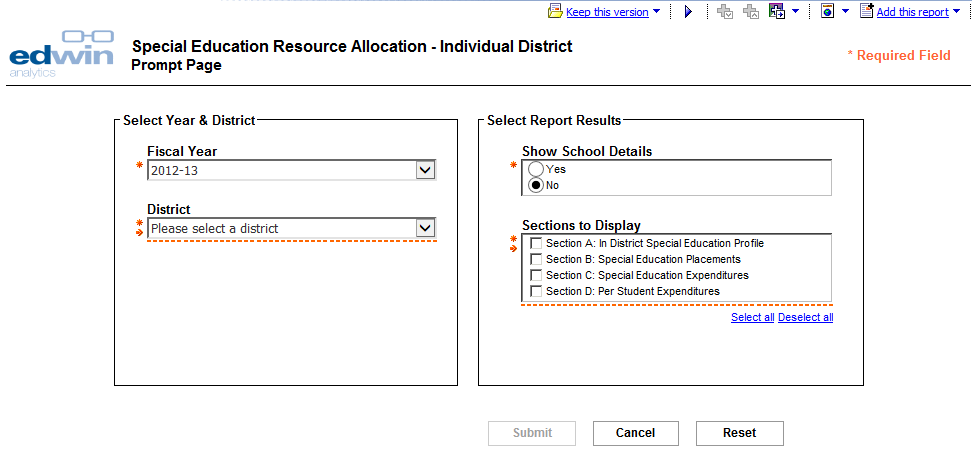 Keep this version
Add this report
edwin
analytics
Special Education Resource Allocation - Individual District
Prompt Page
* Required Field
Select Year & District
Fiscal Year
* 2012-13
District
* Please select a district
Select Report Results
Show School Details
* Yes
No
Sections to Display
* Section A: In District Special Education Profile
Section B: Special Education Placements
Section C: Special Education Expenditures
Section D: Per Student Expenditures
Select all Deselect all
Submit Cancel Reset